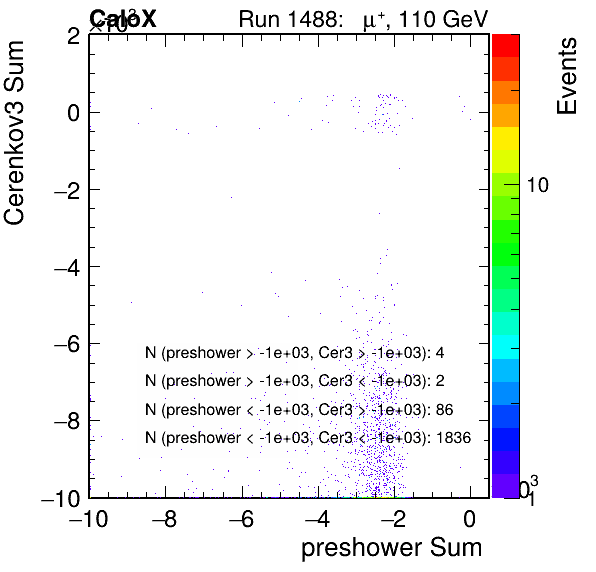 CaloX Run 1488: μ⁺, 110 GeV
×10³
Cerenkov3 Sum
Events
2
0
−2
−4
−6
−8
−10
10
1
N (preshower > -1e+03, Cer3 > -1e+03): 4
N (preshower > -1e+03, Cer3 < -1e+03): 2
N (preshower < -1e+03, Cer3 > -1e+03): 86
N (preshower < -1e+03, Cer3 < -1e+03): 1836
−10 −8 −6 −4 −2 0
preshower Sum